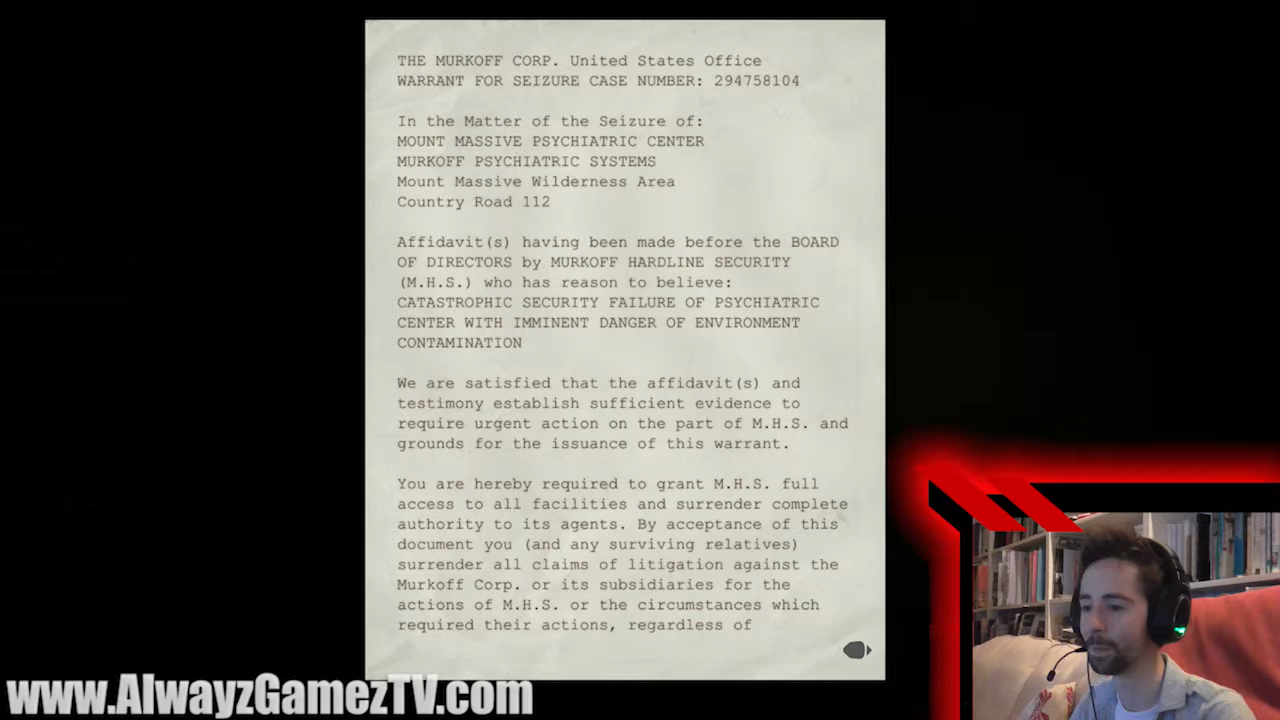 THE MURKOFF CORP. United States Office
WARRANT FOR SEIZURE CASE NUMBER: 294758104
In the Matter of the Seizure of:
MOUNT MASSIVE PSYCHIATRIC CENTER
MURKOFF PSYCHIATRIC SYSTEMS
Mount Massive Wilderness Area
Country Road 112
Affidavit(s) having been made before the BOARD
OF DIRECTORS by MURKOFF HARDLINE SECURITY
(M.H.S.) who has reason to believe:
CATASTROPHIC SECURITY FAILURE OF PSYCHIATRIC
CENTER WITH IMMINENT DANGER OF ENVIRONMENT
CONTAMINATION
We are satisfied that the affidavit(s) and
testimony establish sufficient evidence to
require urgent action on the part of M.H.S. and
grounds for the issuance of this warrant.
You are hereby required to grant M.H.S. full
access to all facilities and surrender complete
authority to its agents. By acceptance of this
document you (and any surviving relatives)
surrender all claims of litigation against the
Murkoff Corp. or its subsidiaries for the
actions of M.H.S. or the circumstances which
required their actions, regardless of
www.AlwayzGamezTV.com